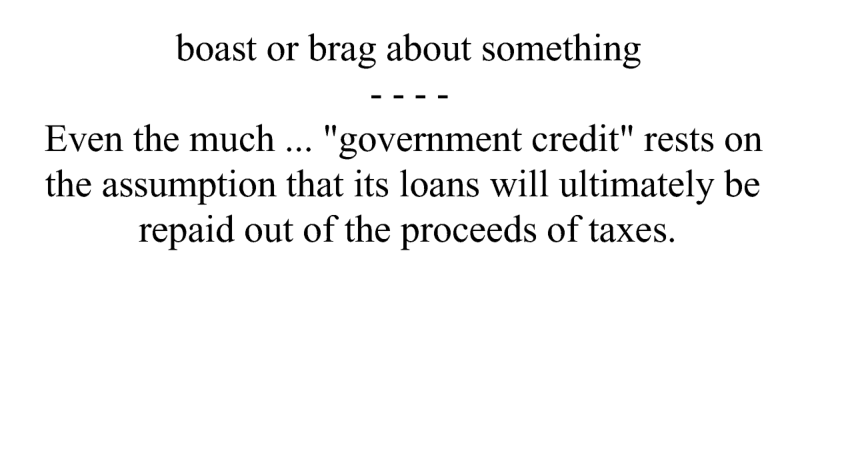 boast or brag about something
- - - -
Even the much ... "government credit" rests on
the assumption that its loans will ultimately be
repaid out of the proceeds of taxes.